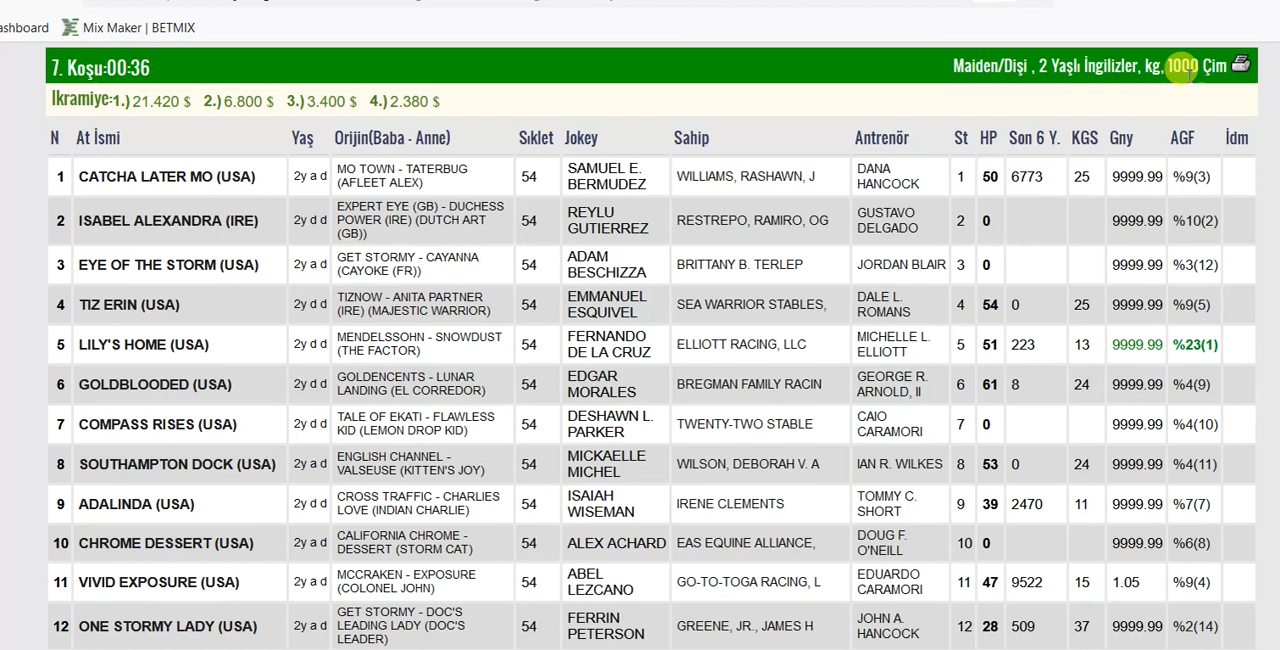 ashboard Mix Maker | BETMIX
7. Koşu:00:36 Maiden/Dişi , 2 Yaşlı İngilizler, kg, 1000 Çim
Ikramiye:1.) 21.420 $ 2.) 6.800 $ 3.) 3.400 $ 4.) 2.380 $
N At İsmi Yaş Orijin(Baba - Anne) Sıklet Jokey Sahip Antrenör St HP Son 6 Y. KGS Gny AGF İdm
1 CATCHA LATER MO (USA) 2y a d MO TOWN - TATERBUG (AFLEET ALEX) 54 SAMUEL E. BERMUDEZ WILLIAMS, RASHAWN, J DANA HANCOCK 1 50 6773 25 9999.99 %9(3)
2 ISABEL ALEXANDRA (IRE) 2y d d EXPERT EYE (GB) - DUCHESS POWER (IRE) (DUTCH ART (GB)) 54 REYLU GUTIERREZ RESTREPO, RAMIRO, OG GUSTAVO DELGADO 2 0 9999.99 %10(2)
3 EYE OF THE STORM (USA) 2y a d GET STORMY - CAYANNA (CAYOKE (FR)) 54 ADAM BESCHIZZA BRITTANY B. TERLEP JORDAN BLAIR 3 0 9999.99 %3(12)
4 TIZ ERIN (USA) 2y d d TIZNOW - ANITA PARTNER (IRE) (MAJESTIC WARRIOR) 54 EMMANUEL ESQUIVEL SEA WARRIOR STABLES, DALE L. ROMANS 4 54 0 25 9999.99 %9(5)
5 LILY'S HOME (USA) 2y d d MENDELSSOHN - SNOWDUST (THE FACTOR) 54 FERNANDO DE LA CRUZ ELLIOTT RACING, LLC MICHELLE L. ELLIOTT 5 51 223 13 9999.99 %23(1)
6 GOLDBLOODED (USA) 2y d d GOLDENCENTS - LUNAR LANDING (EL CORREDOR) 54 EDGAR MORALES BREGMAN FAMILY RACIN GEORGE R. ARNOLD, II 6 61 8 24 9999.99 %4(9)
7 COMPASS RISES (USA) 2y d d TALE OF EKATI - FLAWLESS KID (LEMON DROP KID) 54 DESHAWN L. PARKER TWENTY-TWO STABLE CAIO CARAMORI 7 0 9999.99 %4(10)
8 SOUTHAMPTON DOCK (USA) 2y a d ENGLISH CHANNEL - VALSEUSE (KITTEN'S JOY) 54 MICKAELLE MICHEL WILSON, DEBORAH V. A IAN R. WILKES 8 53 0 24 9999.99 %4(11)
9 ADALINDA (USA) 2y d d CROSS TRAFFIC - CHARLIES LOVE (INDIAN CHARLIE) 54 ISAIAH WISEMAN IRENE CLEMENTS TOMMY C. SHORT 9 39 2470 11 9999.99 %7(7)
10 CHROME DESSERT (USA) 2y a d CALIFORNIA CHROME - DESSERT (STORM CAT) 54 ALEX ACHARD EAS EQUINE ALLIANCE, DOUG F. O'NEILL 10 0 9999.99 %6(8)
11 VIVID EXPOSURE (USA) 2y a d MCCRAKEN - EXPOSURE (COLONEL JOHN) 54 ABEL LEZCANO GO-TO-TOGA RACING, L EDUARDO CARAMORI 11 47 9522 15 1.05 %9(4)
12 ONE STORMY LADY (USA) 2y a d GET STORMY - DOC'S LEADING LADY (DOC'S LEADER) 54 FERRIN PETERSON GREENE, JR., JAMES H JOHN A. HANCOCK 12 28 509 37 9999.99 %2(14)